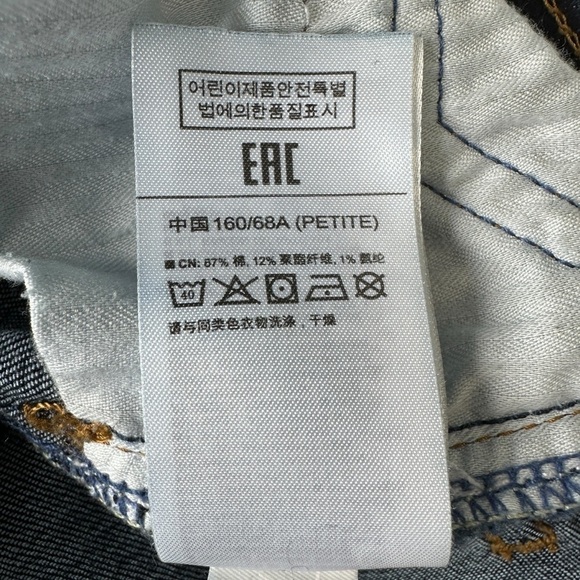 어린이제품안전특별
법에의한품질표시
EAC
中国 160/68A (PETITE)
CN: 87% 棉, 12% 聚酯纤维, 1% 氨纶
40
请与同类色衣物洗涤，干燥